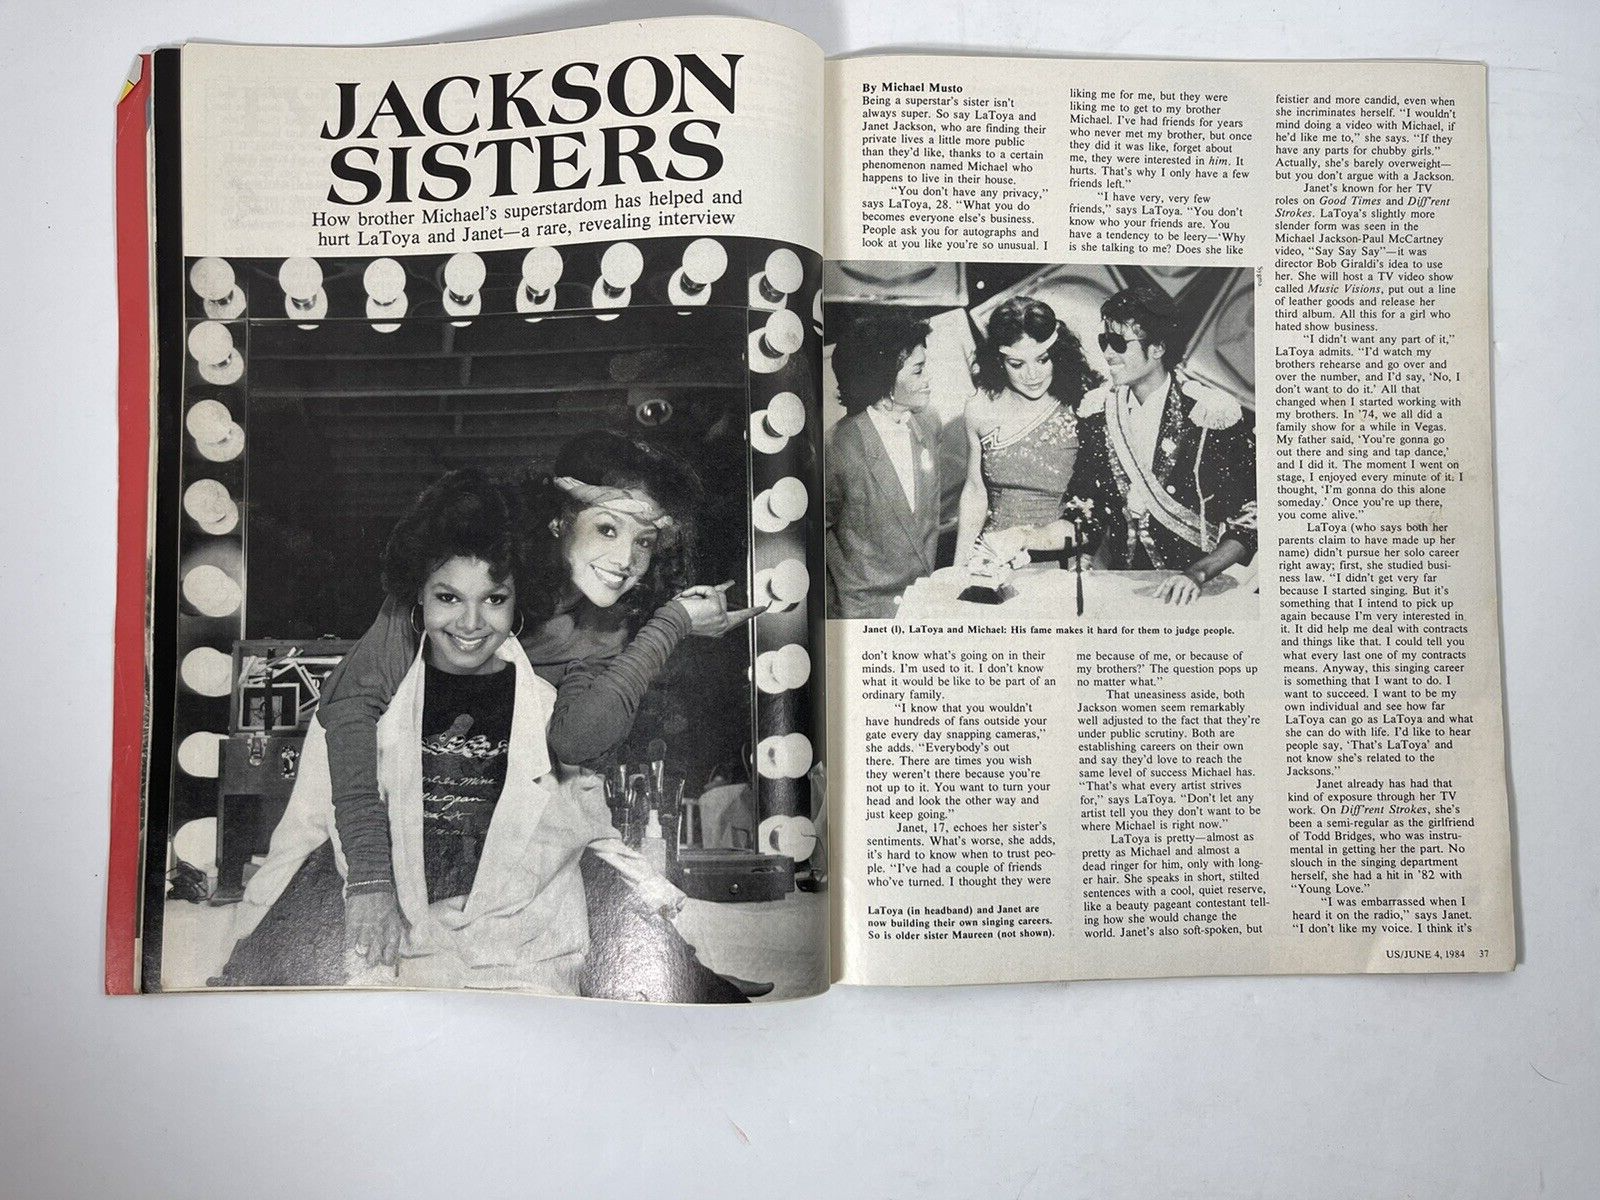 JACKSON
SISTERS
How brother Michael's superstardom has helped and
hurt LaToya and Janet—a rare, revealing interview
By Michael Musto
Being a superstar's sister isn't
always super. So say LaToya and
Janet Jackson, who are finding their
private lives a little more public
than they'd like, thanks to a certain
phenomenon named Michael who
happens to live in their house.
"You don't have any privacy,"
says LaToya, 28. "What you do
becomes everyone else's business.
People ask you for autographs and
look at you like you're so unusual. I
don't know what's going on in their
minds. I'm used to it. I don't know
what it would be like to be part of an
ordinary family.
"I know that you wouldn't
have hundreds of fans outside your
gate every day snapping cameras,"
she adds. "Everybody's out
there. There are times you wish
they weren't there because you're
not up to it. You want to turn your
head and look the other way and
just keep going."
Janet, 17, echoes her sister's
sentiments. What's worse, she adds,
it's hard to know when to trust peo-
ple. "I've had a couple of friends
who've turned. I thought they were
LaToya (in headband) and Janet are
now building their own singing careers.
So is older sister Maureen (not shown).
liking me for me, but they were
liking me to get to my brother
Michael. I've had friends for years
who never met my brother, but once
they did it was like, forget about
me, they were interested in him. It
hurts. That's why I only have a few
friends left."
"I have very, very few
friends," says LaToya. "You don't
know who your friends are. You
have a tendency to be leery—'Why
is she talking to me? Does she like
Sygma
Janet (l), LaToya and Michael: His fame makes it hard for them to judge people.
me because of me, or because of
my brothers?' The question pops up
no matter what."
That uneasiness aside, both
Jackson women seem remarkably
well adjusted to the fact that they're
under public scrutiny. Both are
establishing careers on their own
and say they'd love to reach the
same level of success Michael has.
"That's what every artist strives
for," says LaToya. "Don't let any
artist tell you they don't want to be
where Michael is right now."
LaToya is pretty—almost as
pretty as Michael and almost a
dead ringer for him, only with long-
er hair. She speaks in short, stilted
sentences with a cool, quiet reserve,
like a beauty pageant contestant tell-
ing how she would change the
world. Janet's also soft-spoken, but
feistier and more candid, even when
she incriminates herself. "I wouldn't
mind doing a video with Michael, if
he'd like me to," she says. "If they
have any parts for chubby girls."
Actually, she's barely overweight—
but you don't argue with a Jackson.
Janet's known for her TV
roles on Good Times and Diff'rent
Strokes. LaToya's slightly more
slender form was seen in the
Michael Jackson-Paul McCartney
video, "Say Say Say"—it was
director Bob Giraldi's idea to use
her. She will host a TV video show
called Music Visions, put out a line
of leather goods and release her
third album. All this for a girl who
hated show business.
"I didn't want any part of it,"
LaToya admits. "I'd watch my
brothers rehearse and go over and
over the number, and I'd say, 'No, I
don't want to do it.' All that
changed when I started working with
my brothers. In '74, we all did a
family show for a while in Vegas.
My father said, 'You're gonna go
out there and sing and tap dance,'
and I did it. The moment I went on
stage, I enjoyed every minute of it. I
thought, 'I'm gonna do this alone
someday.' Once you're up there,
you come alive."
LaToya (who says both her
parents claim to have made up her
name) didn't pursue her solo career
right away; first, she studied busi-
ness law. "I didn't get very far
because I started singing. But it's
something that I intend to pick up
again because I'm very interested in
it. It did help me deal with contracts
and things like that. I could tell you
what every last one of my contracts
means. Anyway, this singing career
is something that I want to do. I
want to succeed. I want to be my
own individual and see how far
LaToya can go as LaToya and what
she can do with life. I'd like to hear
people say, 'That's LaToya' and
not know she's related to the
Jacksons."
Janet already has had that
kind of exposure through her TV
work. On Diff'rent Strokes, she's
been a semi-regular as the girlfriend
of Todd Bridges, who was instru-
mental in getting her the part. No
slouch in the singing department
herself, she had a hit in '82 with
"Young Love."
"I was embarrassed when I
heard it on the radio," says Janet.
"I don't like my voice. I think it's
US/JUNE 4, 1984 37